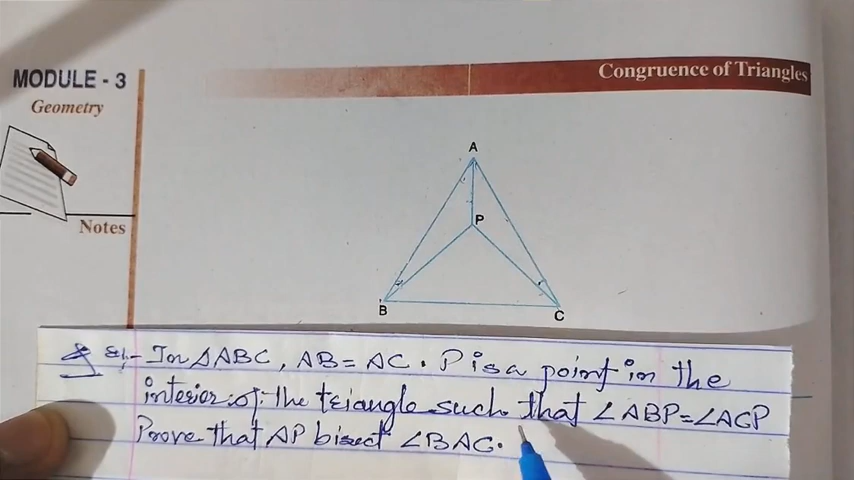 MODULE - 3
Congruence of Triangles
Geometry
Notes
A
P
B
C
In ΔABC, AB = AC. P is a point in the
interior of the triangle such that ∠ABP=∠ACP
Prove that AP bisect ∠BAC.